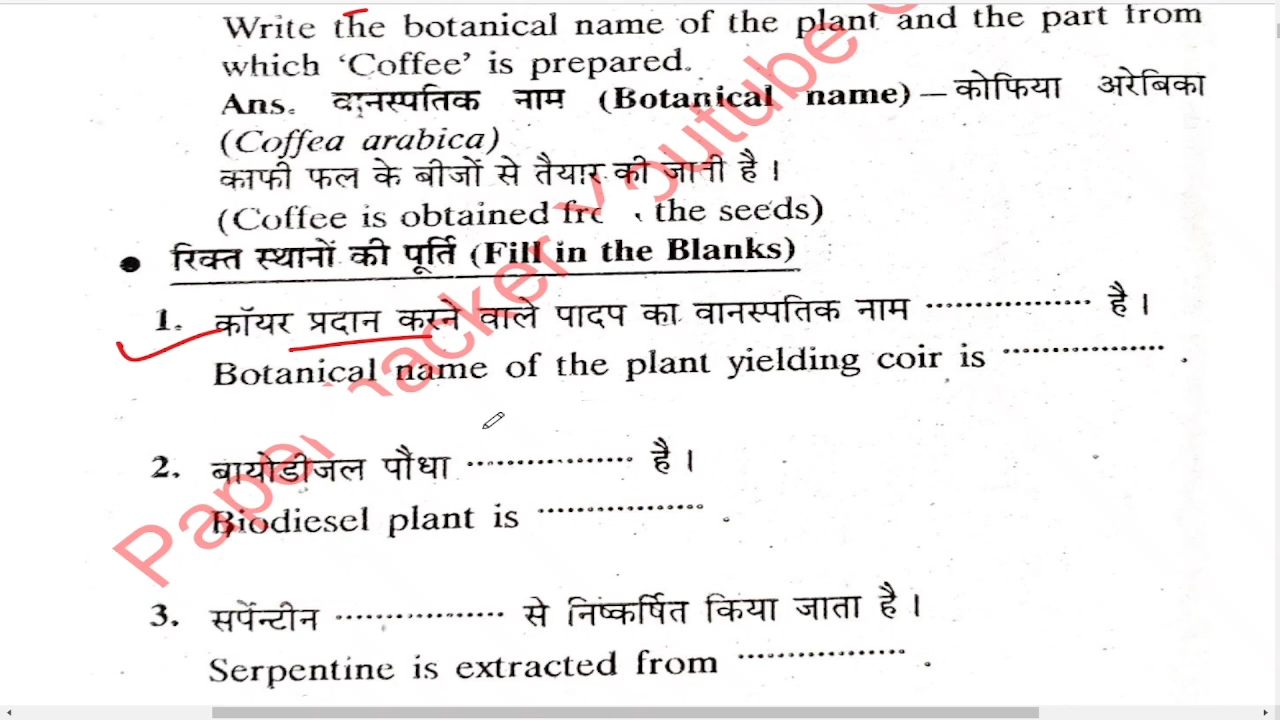 Write the botanical name of the plant and the part from
which ‘Coffee’ is prepared.
Ans. वानस्पतिक नाम (Botanical name) – कोफिया अरेबिका
(Coffea arabica)
काफी फल के बीजों से तैयार की जाती है ।
(Coffee is obtained the seeds)
● रिक्त स्थानों की पूर्ति (Fill in the Blanks)
1. कॉयर प्रदान करने वाले पादप का वानस्पतिक नाम .................. है ।
Botanical name of the plant yielding coir is .................. .
2. बायोडीजल पौधा .................. है ।
Biodiesel plant is .................. .
3. सर्पेन्टीन .................. से निष्कर्षित किया जाता है ।
Serpentine is extracted from .................. .
Paper hacker Youtube